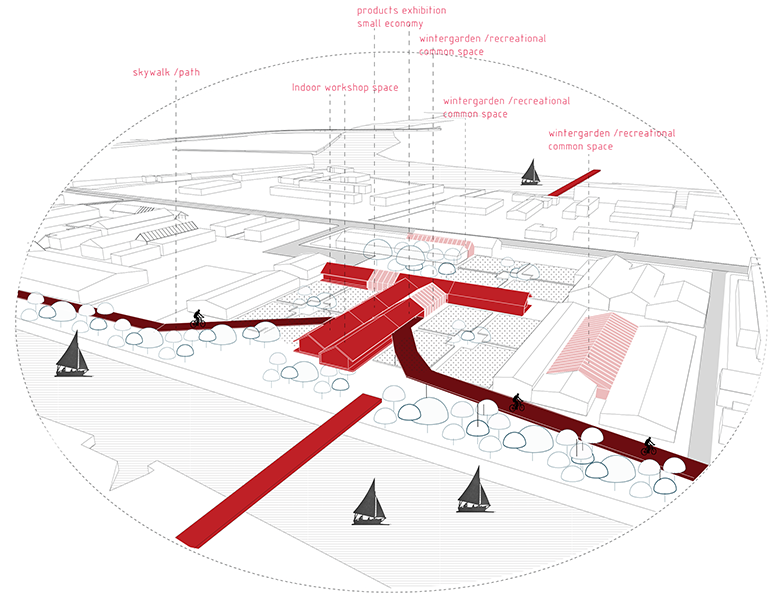 products exhibition
small economy
wintergarden /recreational
common space
skywalk /path
Indoor workshop space
wintergarden /recreational
common space
wintergarden /recreational
common space